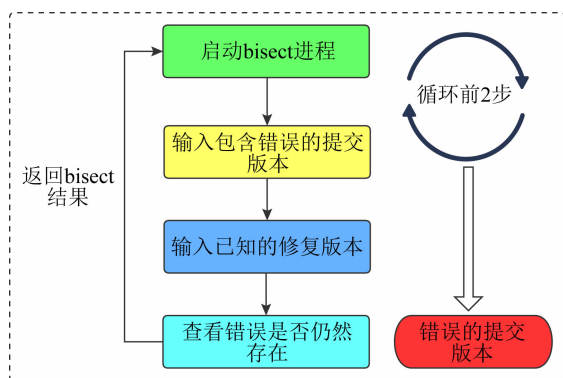 启动bisect进程
循环前2步
输入包含错误的提交
版本
返回bisect
结果
输入已知的修复版本
查看错误是否仍然
存在
错误的提交
版本